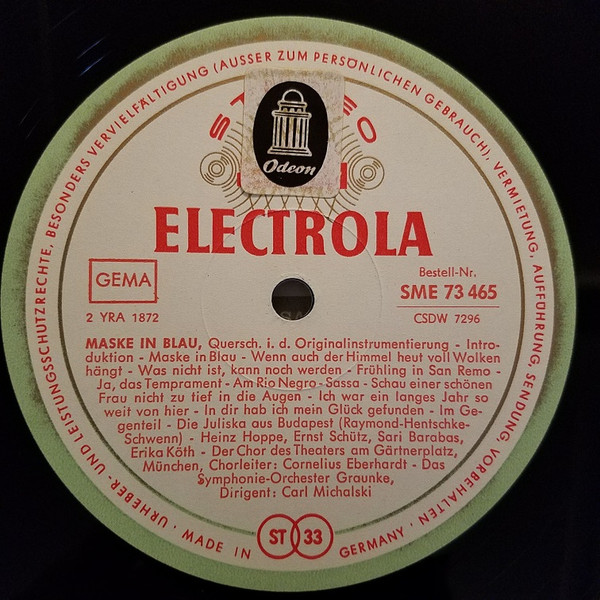 URHEBER- UND LEISTUNGSSCHUTZRECHTE, BESONDERS VERVIELFÄLTIGUNG (AUSSER ZUM PERSÖNLICHEN GEBRAUCH), VERMIETUNG, AUFFÜHRUNG, SENDUNG, VORBEHALTEN ·
STEREO
Odeon
ELECTROLA
GEMA
Bestell-Nr.
SME 73 465
2 YRA 1872
CSDW 7296
MASKE IN BLAU, Quersch. i. d. Originalinstrumentierung - Intro-
duktion - Maske in Blau - Wenn auch der Himmel heut voll Wolken
hängt - Was nicht ist, kann noch werden - Frühling in San Remo -
Ja, das Temprament - Am Rio Negro - Sassa - Schau einer schönen
Frau nicht zu tief in die Augen - Ich war ein langes Jahr so
weit von hier - In dir hab ich mein Glück gefunden - Im Ge-
genteil - Die Juliska aus Budapest (Raymond-Hentschke-
Schwenn) - Heinz Hoppe, Ernst Schütz, Sari Barabas,
Erika Köth - Der Chor des Theaters am Gärtnerplatz,
München, Chorleiter: Cornelius Eberhardt - Das
Symphonie-Orchester Graunke,
Dirigent: Carl Michalski
· MADE IN GERMANY ·
ST 33